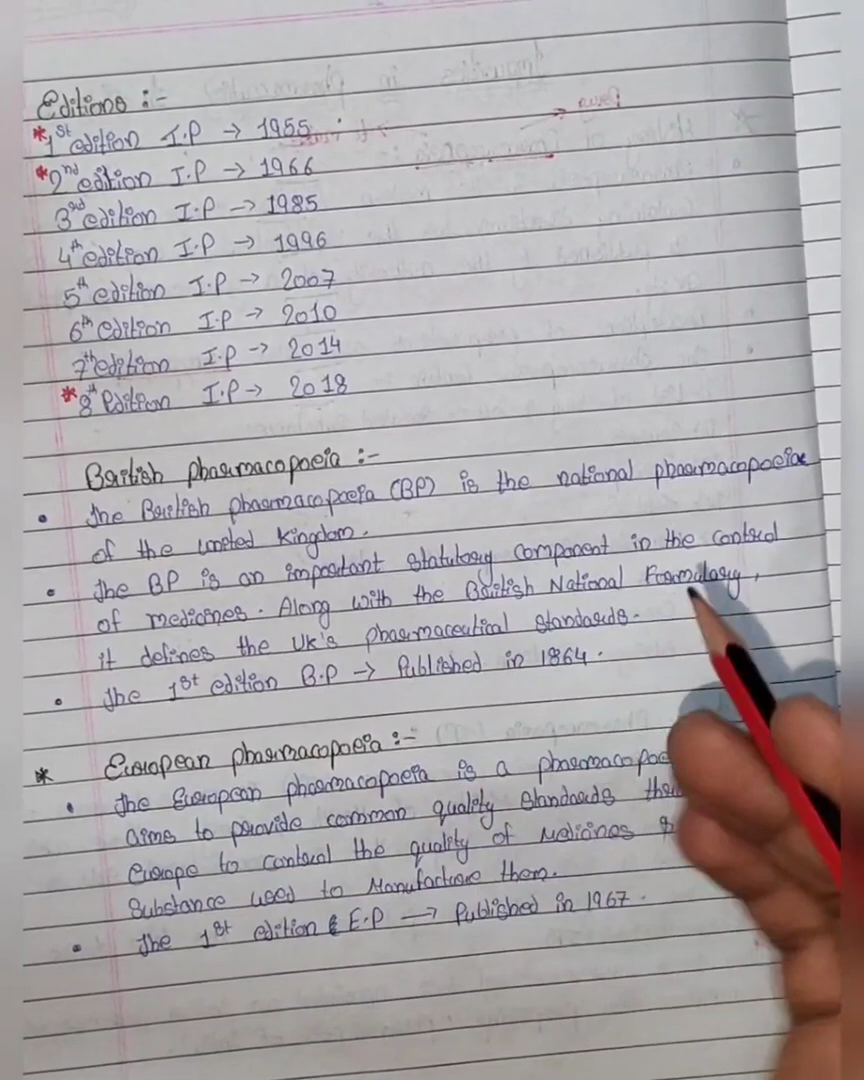 Editions :-
*1st edition I.P → 1955
*2nd edition I.P → 1966
3rd edition I.P → 1985
4th edition I.P → 1996
5th edition I.P → 2007
6th edition I.P → 2010
7th edition I.P → 2014
*8th Edition I.P → 2018
British pharmacopoeia :-
• The British pharmacopoeia (BP) is the national pharmacopoeia
of the United Kingdom.
• The BP is an important statutory component in the control
of medicines. Along with the British National Formulary,
it defines the UK's pharmaceutical standards.
• The 1st edition B.P → Published in 1864.
* European pharmacopoeia :-
• The European pharmacopoeia is a
aims to provide common quality standards
Europe to control the quality of Medicines &
Substance used to Manufacture them.
• The 1st edition E.P → Published in 1967.